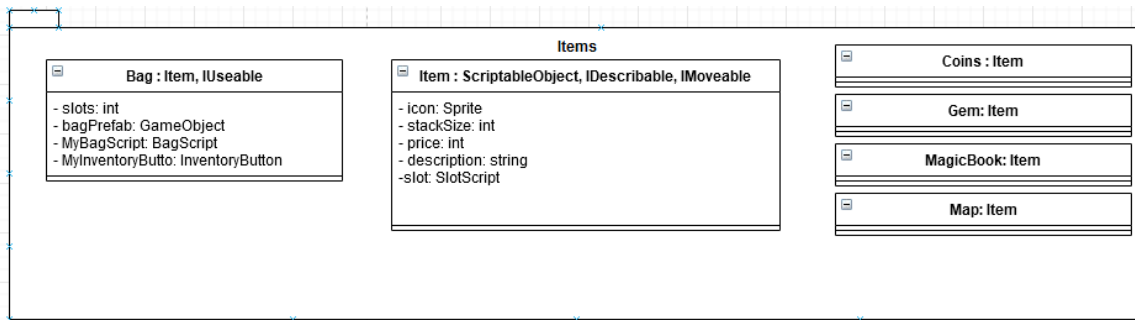 Items
Bag : Item, IUseable
- slots: int
- bagPrefab: GameObject
- MyBagScript: BagScript
- MyInventoryButto: InventoryButton
Item : ScriptableObject, IDescribable, IMoveable
- icon: Sprite
- stackSize: int
- price: int
- description: string
-slot: SlotScript
Coins : Item
Gem: Item
MagicBook: Item
Map: Item